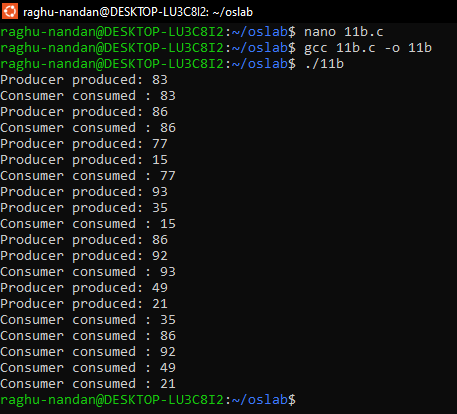 raghu-nandan@DESKTOP-LU3C8I2: ~/oslab
raghu-nandan@DESKTOP-LU3C8I2:~/oslab$ nano 11b.c
raghu-nandan@DESKTOP-LU3C8I2:~/oslab$ gcc 11b.c -o 11b
raghu-nandan@DESKTOP-LU3C8I2:~/oslab$ ./11b
Producer produced: 83
Consumer consumed : 83
Producer produced: 86
Consumer consumed : 86
Producer produced: 77
Producer produced: 15
Consumer consumed : 77
Producer produced: 93
Producer produced: 35
Consumer consumed : 15
Producer produced: 86
Producer produced: 92
Consumer consumed : 93
Producer produced: 49
Producer produced: 21
Consumer consumed : 35
Consumer consumed : 86
Consumer consumed : 92
Consumer consumed : 49
Consumer consumed : 21
raghu-nandan@DESKTOP-LU3C8I2:~/oslab$